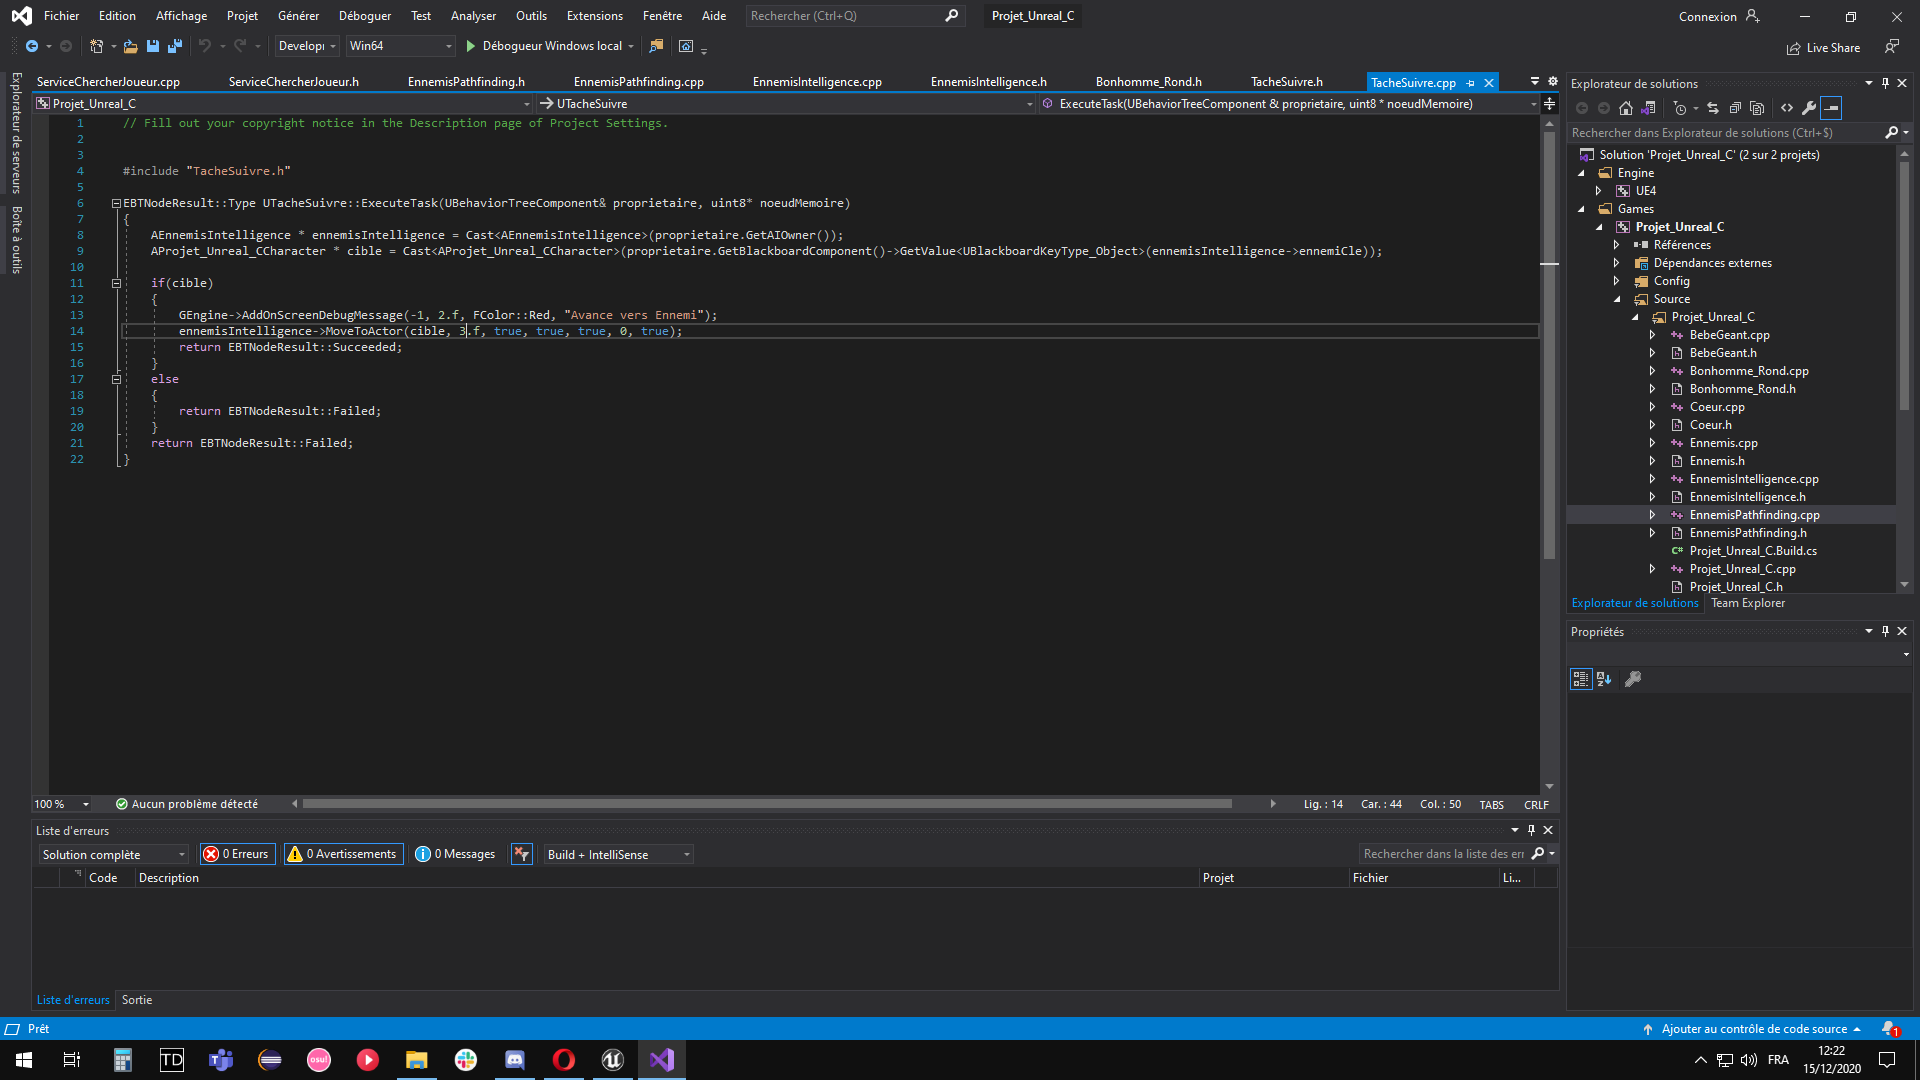 Fichier Edition Affichage Projet Générer Déboguer Test Analyser Outils Extensions Fenêtre Aide Rechercher (Ctrl+Q) Projet_Unreal_C Connexion
Developı Win64 Débogueur Windows local Live Share
ServiceChercherJoueur.cpp ServiceChercherJoueur.h EnnemisPathfinding.h EnnemisPathfinding.cpp EnnemisIntelligence.cpp EnnemisIntelligence.h Bonhomme_Rond.h TacheSuivre.h TacheSuivre.cpp
Projet_Unreal_C UTacheSuivre ExecuteTask(UBehaviorTreeComponent & proprietaire, uint8 * noeudMemoire)
Explorateur de serveurs
Boîte à outils
1 // Fill out your copyright notice in the Description page of Project Settings.
2
3
4 #include "TacheSuivre.h"
5
6 EBTNodeResult::Type UTacheSuivre::ExecuteTask(UBehaviorTreeComponent& proprietaire, uint8* noeudMemoire)
7 {
8 AEnnemisIntelligence * ennemisIntelligence = Cast<AEnnemisIntelligence>(proprietaire.GetAIOwner());
9 AProjet_Unreal_CCharacter * cible = Cast<AProjet_Unreal_CCharacter>(proprietaire.GetBlackboardComponent()->GetValue<UBlackboardKeyType_Object>(ennemisIntelligence->ennemiCle));
10
11 if(cible)
12 {
13 GEngine->AddOnScreenDebugMessage(-1, 2.f, FColor::Red, "Avance vers Ennemi");
14 ennemisIntelligence->MoveToActor(cible, 3.f, true, true, true, 0, true);
15 return EBTNodeResult::Succeeded;
16 }
17 else
18 {
19 return EBTNodeResult::Failed;
20 }
21 return EBTNodeResult::Failed;
22 }
100 % Aucun problème détecté Lig. : 14 Car. : 44 Col. : 50 TABS CRLF
Liste d'erreurs
Solution complète 0 Erreurs 0 Avertissements 0 Messages Build + IntelliSense Rechercher dans la liste des err
Code Description Projet Fichier Li...
Liste d'erreurs Sortie
Explorateur de solutions
Rechercher dans Explorateur de solutions (Ctrl+$)
Solution 'Projet_Unreal_C' (2 sur 2 projets)
Engine
UE4
Games
Projet_Unreal_C
Références
Dépendances externes
Config
Source
Projet_Unreal_C
BebeGeant.cpp
BebeGeant.h
Bonhomme_Rond.cpp
Bonhomme_Rond.h
Coeur.cpp
Coeur.h
Ennemis.cpp
Ennemis.h
EnnemisIntelligence.cpp
EnnemisIntelligence.h
EnnemisPathfinding.cpp
EnnemisPathfinding.h
C# Projet_Unreal_C.Build.cs
Projet_Unreal_C.cpp
Projet_Unreal_C.h
Explorateur de solutions Team Explorer
Propriétés
Prêt Ajouter au contrôle de code source 1
TD osu! FRA 12:22
15/12/2020